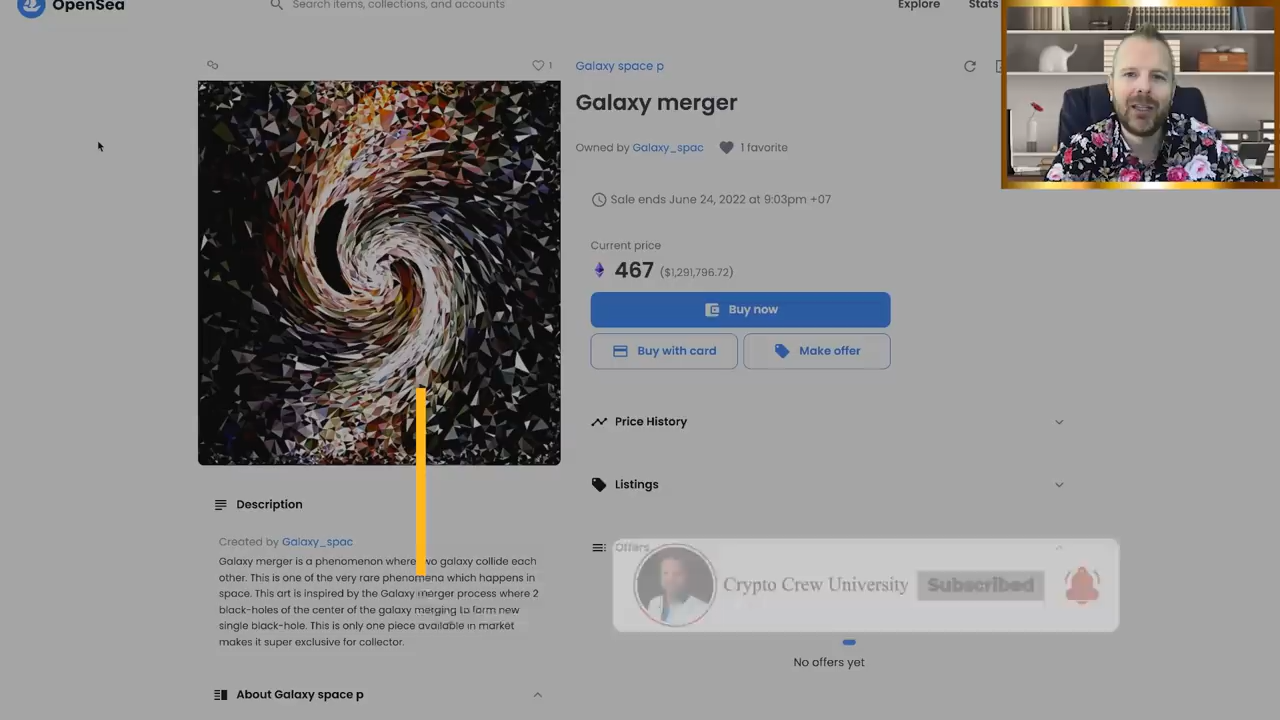 OpenSea
Search items, collections, and accounts
Explore
Stats
1
Galaxy space p
Galaxy merger
Owned by Galaxy_spac
1 favorite
Sale ends June 24, 2022 at 9:03pm +07
Current price
467 ($1,291,796.72)
Buy now
Buy with card
Make offer
Price History
Listings
Offers
Crypto Crew University
Subscribed
No offers yet
Description
Created by Galaxy_spac
Galaxy merger is a phenomenon where two galaxy collide each
other. This is one of the very rare phenomena which happens in
space. This art is inspired by the Galaxy merger process where 2
black-holes of the center of the galaxy merging to form new
single black-hole. This is only one piece available in market
makes it super exclusive for collector.
About Galaxy space p